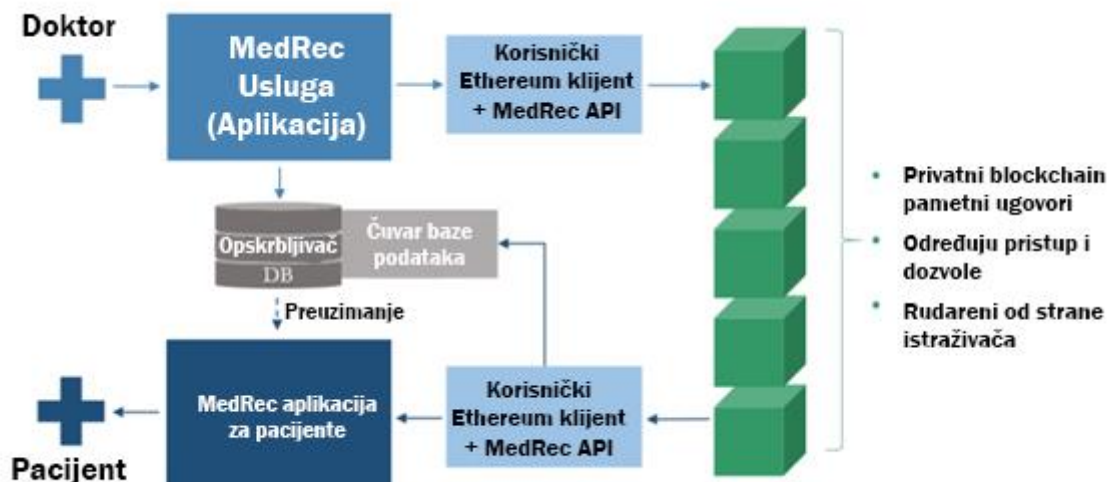 Doktor
MedRec
Usluga
(Aplikacija)
Korisnički
Ethereum klijent
+ MedRec API
Privatni blockchain
pametni ugovori
Određuju pristup i
dozvole
Rudareni od strane
istraživača
Opskrbljivač
DB
Čuvar baze
podataka
Preuzimanje
MedRec aplikacija
za pacijente
Korisnički
Ethereum klijent
+ MedRec API
Pacijent